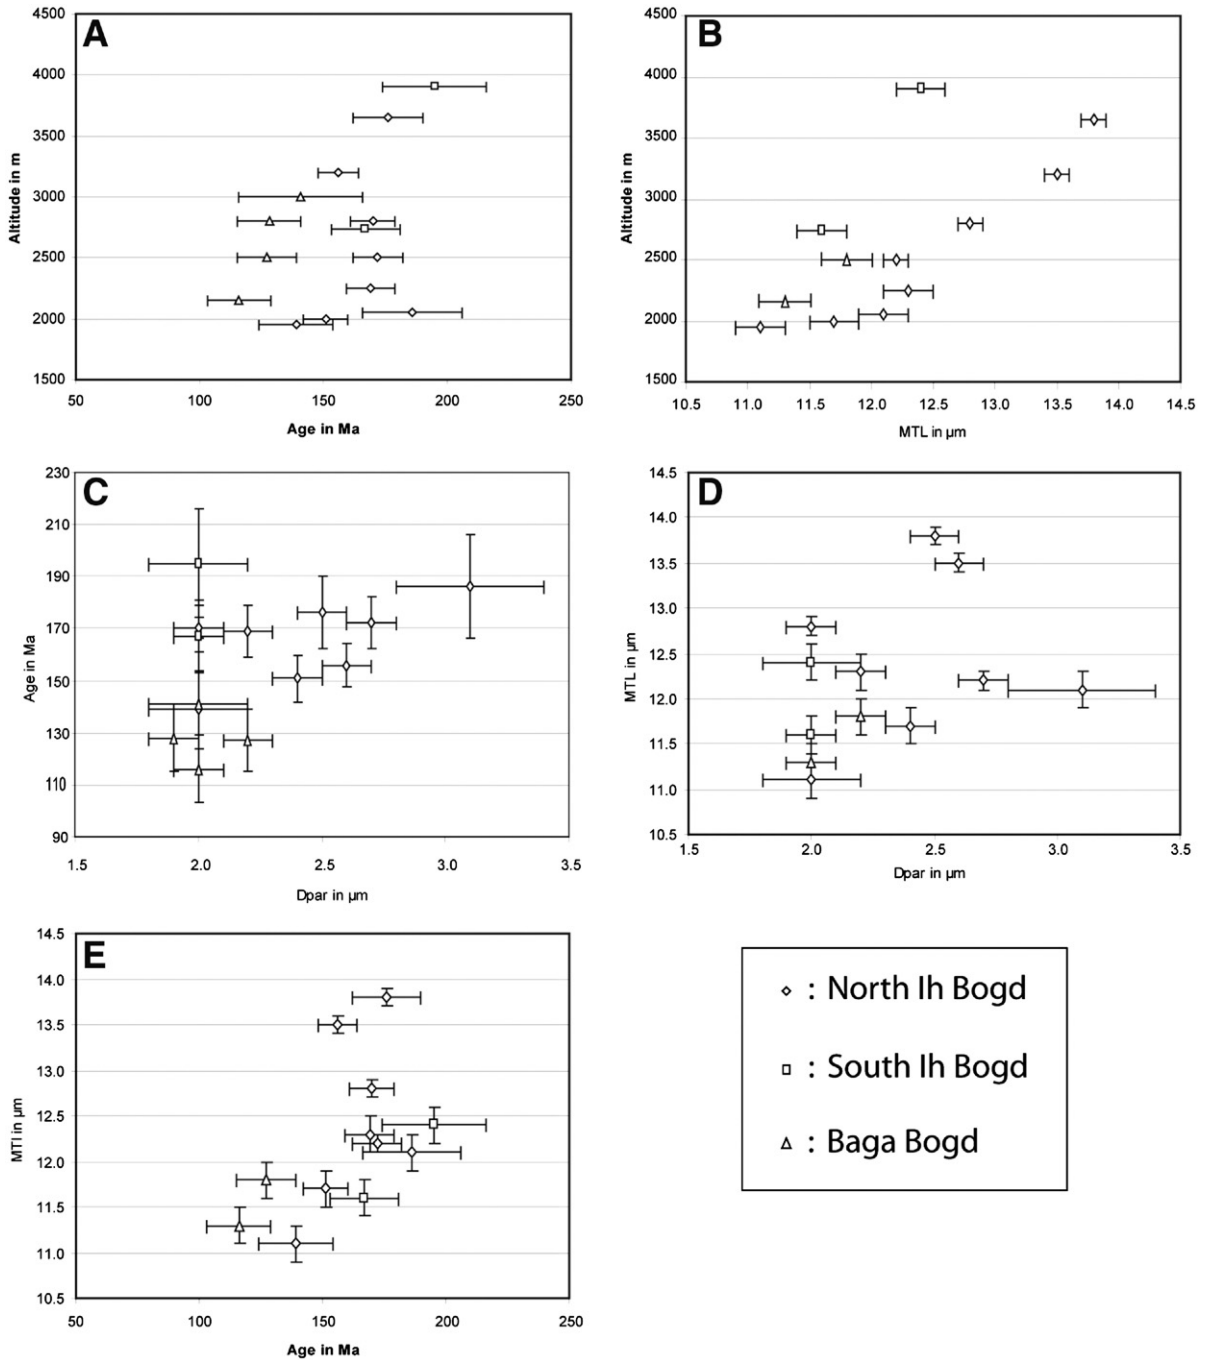 A
4500
4000
3500
3000
2500
2000
1500
Altitude in m
50 100 150 200 250
Age in Ma
B
4500
4000
3500
3000
2500
2000
1500
Altitude in m
10.5 11.0 11.5 12.0 12.5 13.0 13.5 14.0 14.5
MTL in µm
C
230
210
190
170
150
130
110
90
Age in Ma
1.5 2.0 2.5 3.0 3.5
Dpar in µm
D
14.5
14.0
13.5
13.0
12.5
12.0
11.5
11.0
10.5
MTL in µm
1.5 2.0 2.5 3.0 3.5
Dpar in µm
E
14.5
14.0
13.5
13.0
12.5
12.0
11.5
11.0
10.5
MTl in µm
50 100 150 200 250
Age in Ma
: North Ih Bogd
: South Ih Bogd
: Baga Bogd